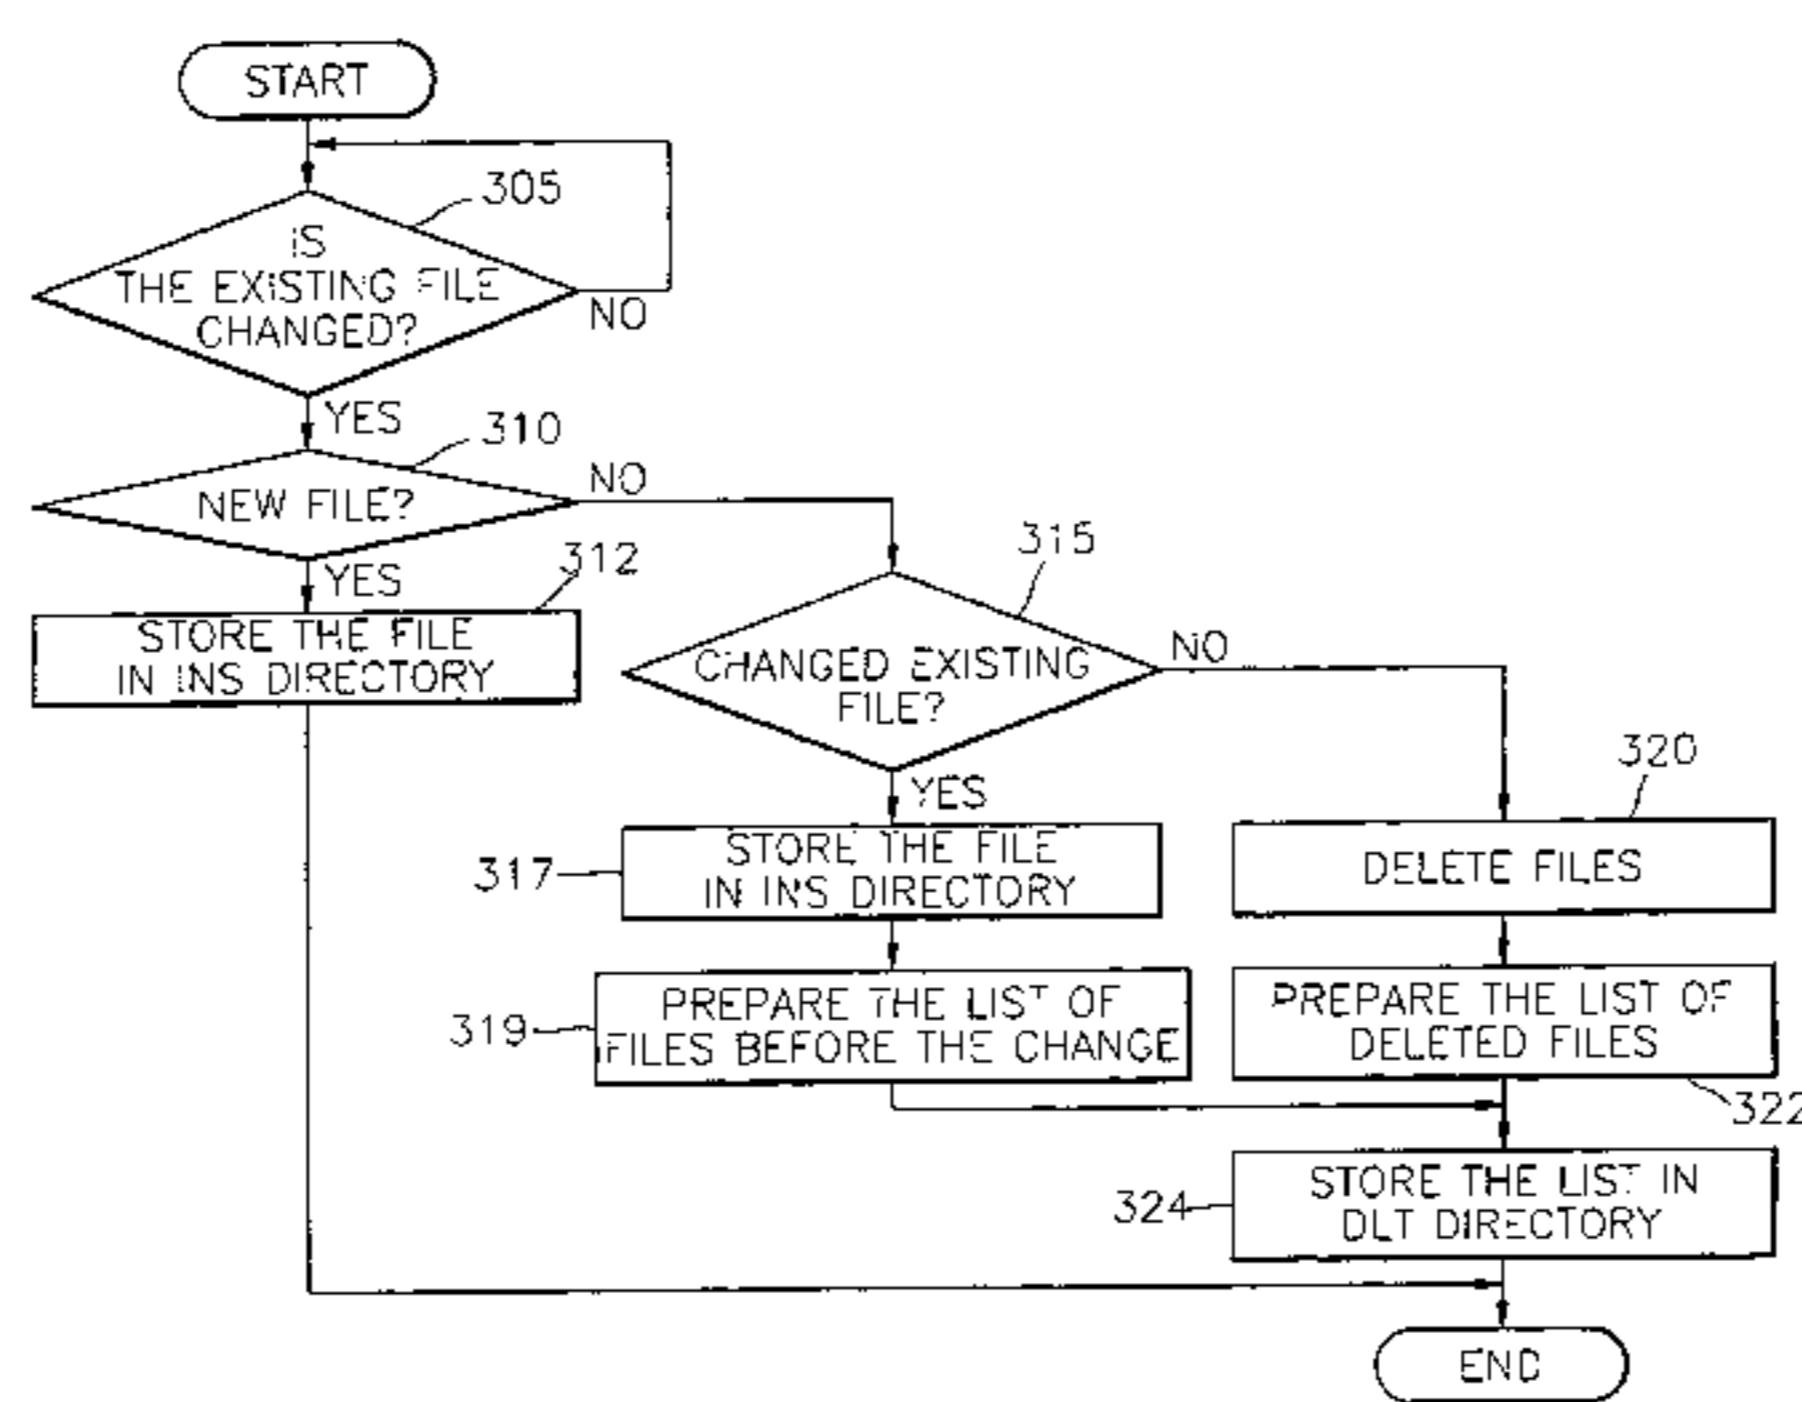 START
305
IS
THE EXISTING FILE
CHANGED?
NO
YES
310
NEW FILE?
NO
YES
312
STORE THE FILE
IN INS DIRECTORY
315
CHANGED EXISTING
FILE?
NO
YES
317
STORE THE FILE
IN INS DIRECTORY
320
DELETE FILES
319
PREPARE THE LIST OF
FILES BEFORE THE CHANGE
PREPARE THE LIST OF
DELETED FILES
322
324
STORE THE LIST IN
DLT DIRECTORY
END